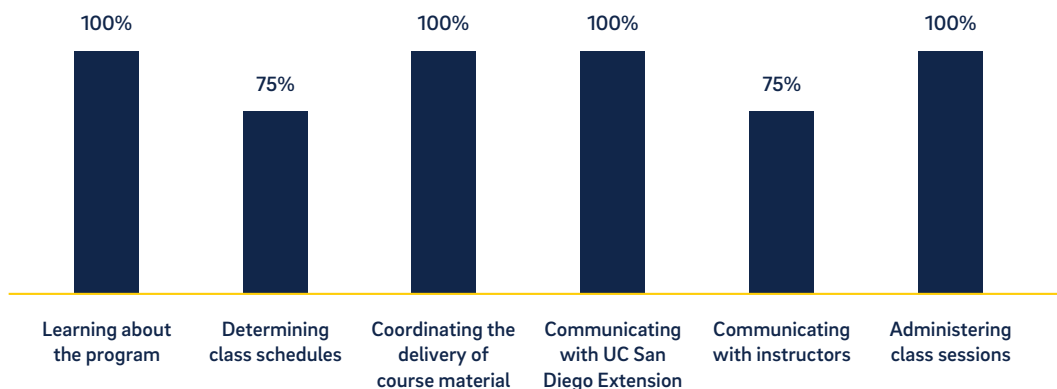 100%
75%
100%
100%
75%
100%
Learning about
the program
Determining
class schedules
Coordinating the
delivery of
course material
Communicating
with UC San
Diego Extension
Communicating
with instructors
Administering
class sessions